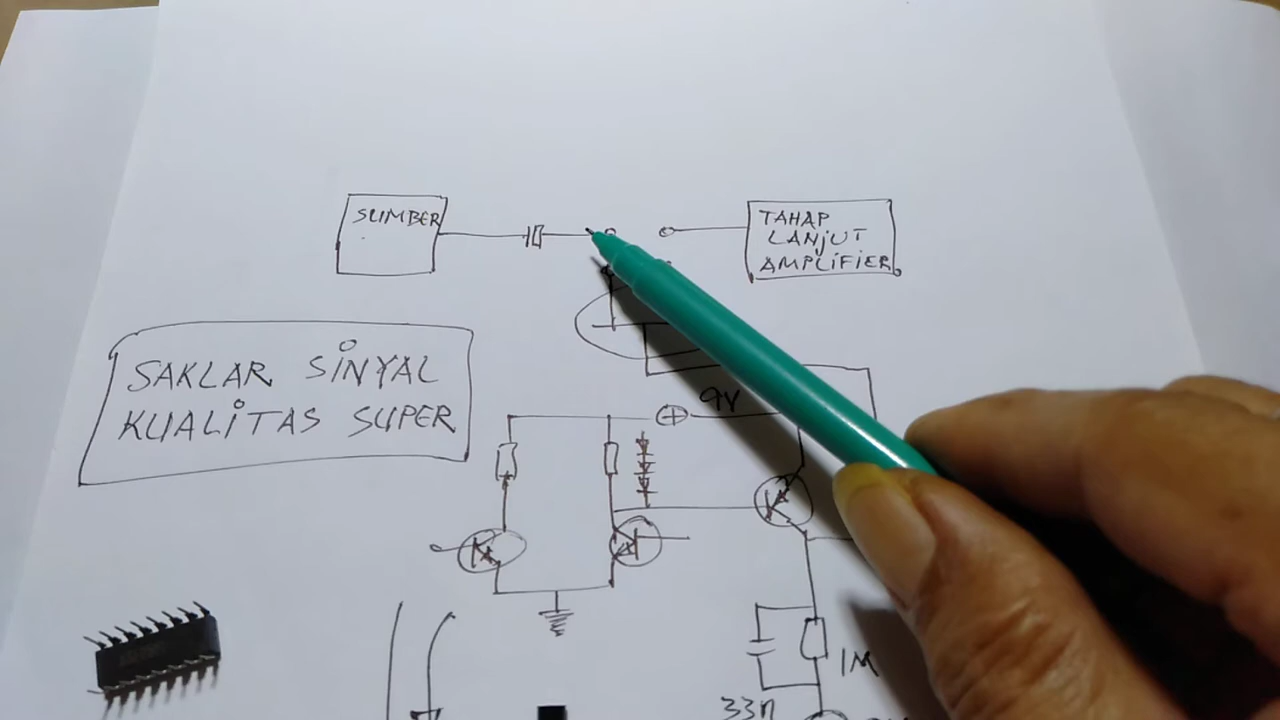 SUMBER
TAHAP
LANJUT
AMPLIFIER
SAKLAR SINYAL
KUALITAS SUPER
9V
1M
33n